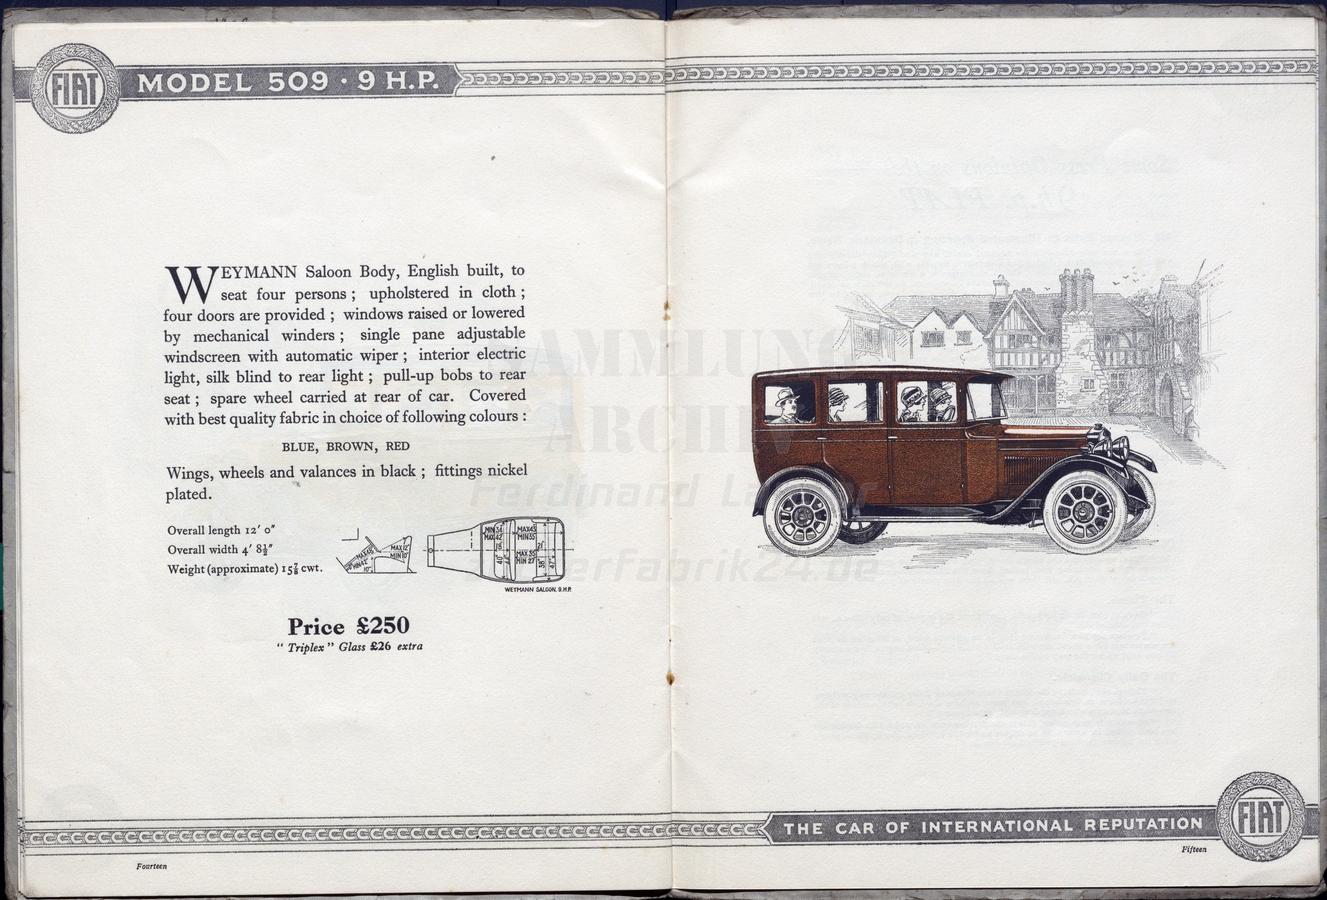 FIAT
MODEL 509 · 9 H.P.
WEYMANN Saloon Body, English built, to
seat four persons ; upholstered in cloth ;
four doors are provided ; windows raised or lowered
by mechanical winders ; single pane adjustable
windscreen with automatic wiper ; interior electric
light, silk blind to rear light ; pull-up bobs to rear
seat ; spare wheel carried at rear of car. Covered
with best quality fabric in choice of following colours :
BLUE, BROWN, RED
Wings, wheels and valances in black ; fittings nickel
plated.
Overall length 12′ 0″
Overall width 4′ 8½″
Weight (approximate) 15⅞ cwt.
WEYMANN SALOON. 9.H.P.
Price £250
“ Triplex ” Glass £26 extra
SAMMLUNG
ARCHIV
Ferdinand
THE CAR OF INTERNATIONAL REPUTATION
FIAT
Fourteen
Fifteen